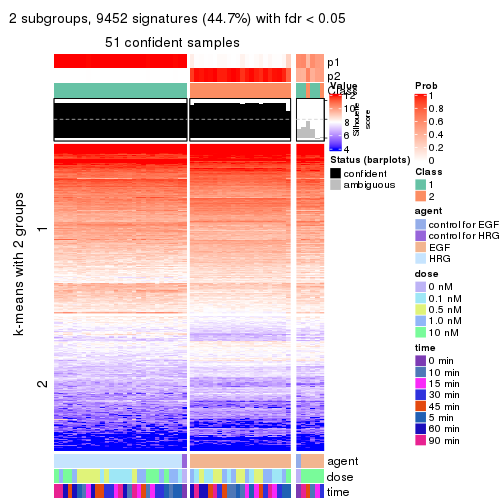 2 subgroups, 9452 signatures (44.7%) with fdr < 0.05
51 confident samples
p1
p2
Class
Silhouette
score
k-means with 2 groups
1
2
agent
dose
time
Value
12
10
8
6
4
Status (barplots)
confident
ambiguous
Prob
1
0.8
0.6
0.4
0.2
0
Class
1
2
agent
control for EGF
control for HRG
EGF
HRG
dose
0 nM
0.1 nM
0.5 nM
1.0 nM
10 nM
time
0 min
10 min
15 min
30 min
45 min
5 min
60 min
90 min